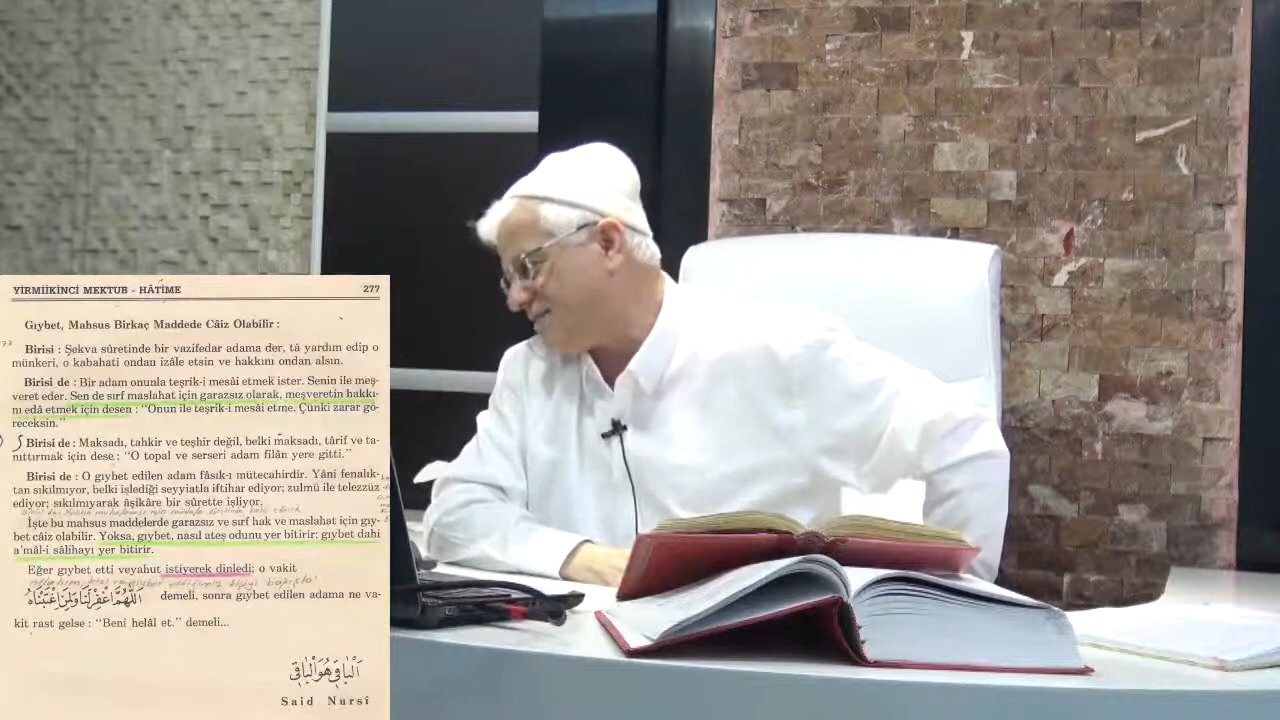 YİRMİİKİNCİ MEKTUB - HÂTİME 277
Gıybet, Mahsus Birkaç Maddede Câiz Olabilir :
Birisi : Şekva sûretinde bir vazifedar adama der, tâ yardım edip o
münkeri, o kabahati ondan izâle etsin ve hakkını ondan alsın.
Birisi de : Bir adam onunla teşrik-i mesâi etmek ister. Senin ile meş-
veret eder. Sen de sırf maslahat için garazsız olarak, meşveretin hakkı-
nı edâ etmek için desen : "Onun ile teşrik-i mesâi etme. Çünki zarar gö-
receksin."
Birisi de : Maksadı, tahkir ve teşhir değil, belki maksadı, târif ve ta-
nıttırmak için dese : "O topal ve serseri adam filân yere gitti."
Birisi de : O gıybet edilen adam fâsık-ı mütecahirdir. Yâni fenalık-
tan sıkılmıyor, belki işlediği seyyiatla iftihar ediyor; zulmü ile telezzüz
ediyor; sıkılmıyarak âşikâre bir sûrette işliyor.
İşte bu mahsus maddelerde garazsız ve sırf hak ve maslahat için gıy-
bet câiz olabilir. Yoksa, gıybet, nasıl ateş odunu yer bitirir; gıybet dahi
a'mâl-i sâlihayı yer bitirir.
Eğer gıybet etti veyahut istiyerek dinledi; o vakit
اَللّٰهُمَّ اغْفِرْلَنَا وَلِمَنِ اغْتَبْنَاهُ demeli, sonra gıybet edilen adama ne va-
kit rast gelse : "Beni helâl et." demeli...
اَلْبَاقِى هُوَ الْبَاقِى
Said Nursî